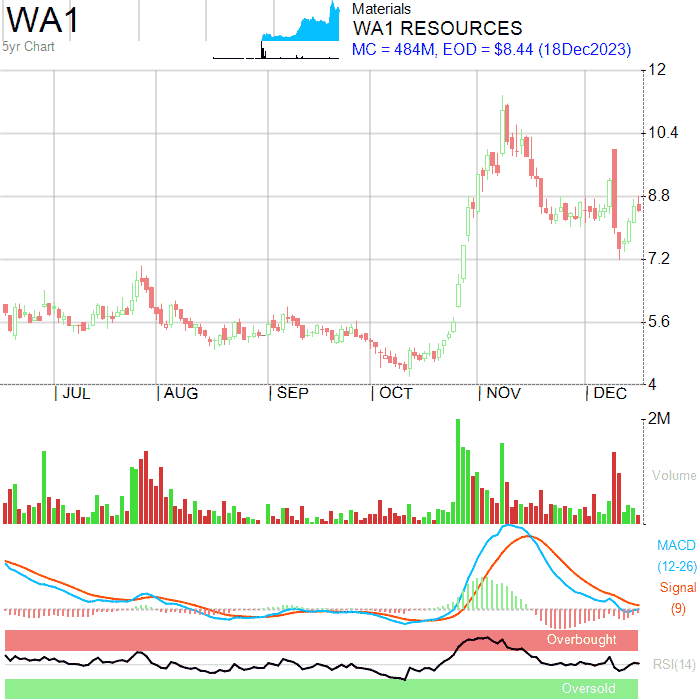 WA1
5yr Chart
Materials
WA1 RESOURCES
MC = 484M, EOD = $8.44 (18Dec2023)
12
10.4
8.8
7.2
5.6
4
JUL AUG SEP OCT NOV DEC
2M
Volume
MACD
(12-26)
Signal
(9)
Overbought
RSI(14)
Oversold